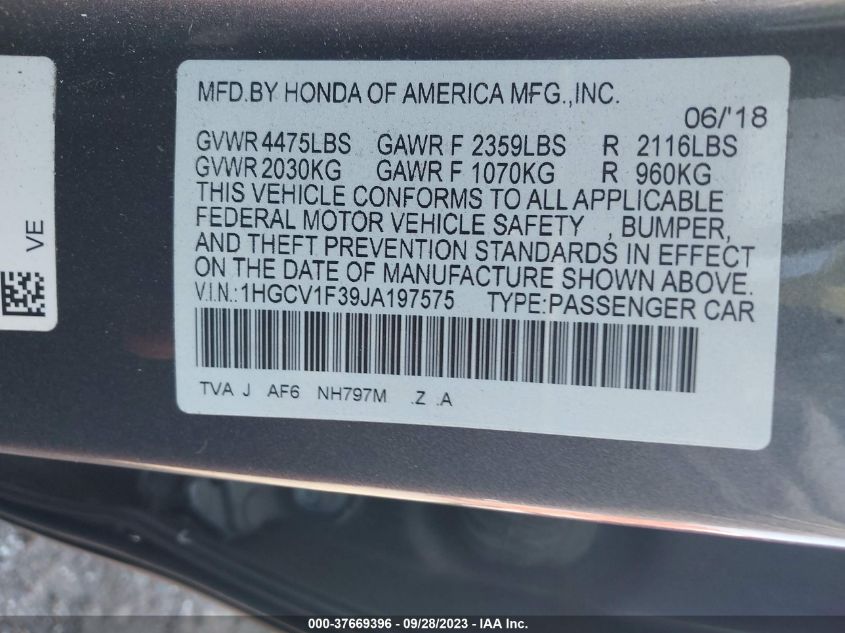 MFD.BY HONDA OF AMERICA MFG.,INC.
06/'18
GVWR 4475LBS GAWR F 2359LBS R 2116LBS
GVWR 2030KG GAWR F 1070KG R 960KG
THIS VEHICLE CONFORMS TO ALL APPLICABLE
FEDERAL MOTOR VEHICLE SAFETY , BUMPER,
AND THEFT PREVENTION STANDARDS IN EFFECT
ON THE DATE OF MANUFACTURE SHOWN ABOVE.
V.I.N.:1HGCV1F39JA197575 TYPE:PASSENGER CAR
TVA J AF6 NH797M .Z .A
VE
000-37669396 - 09/28/2023 - IAA Inc.